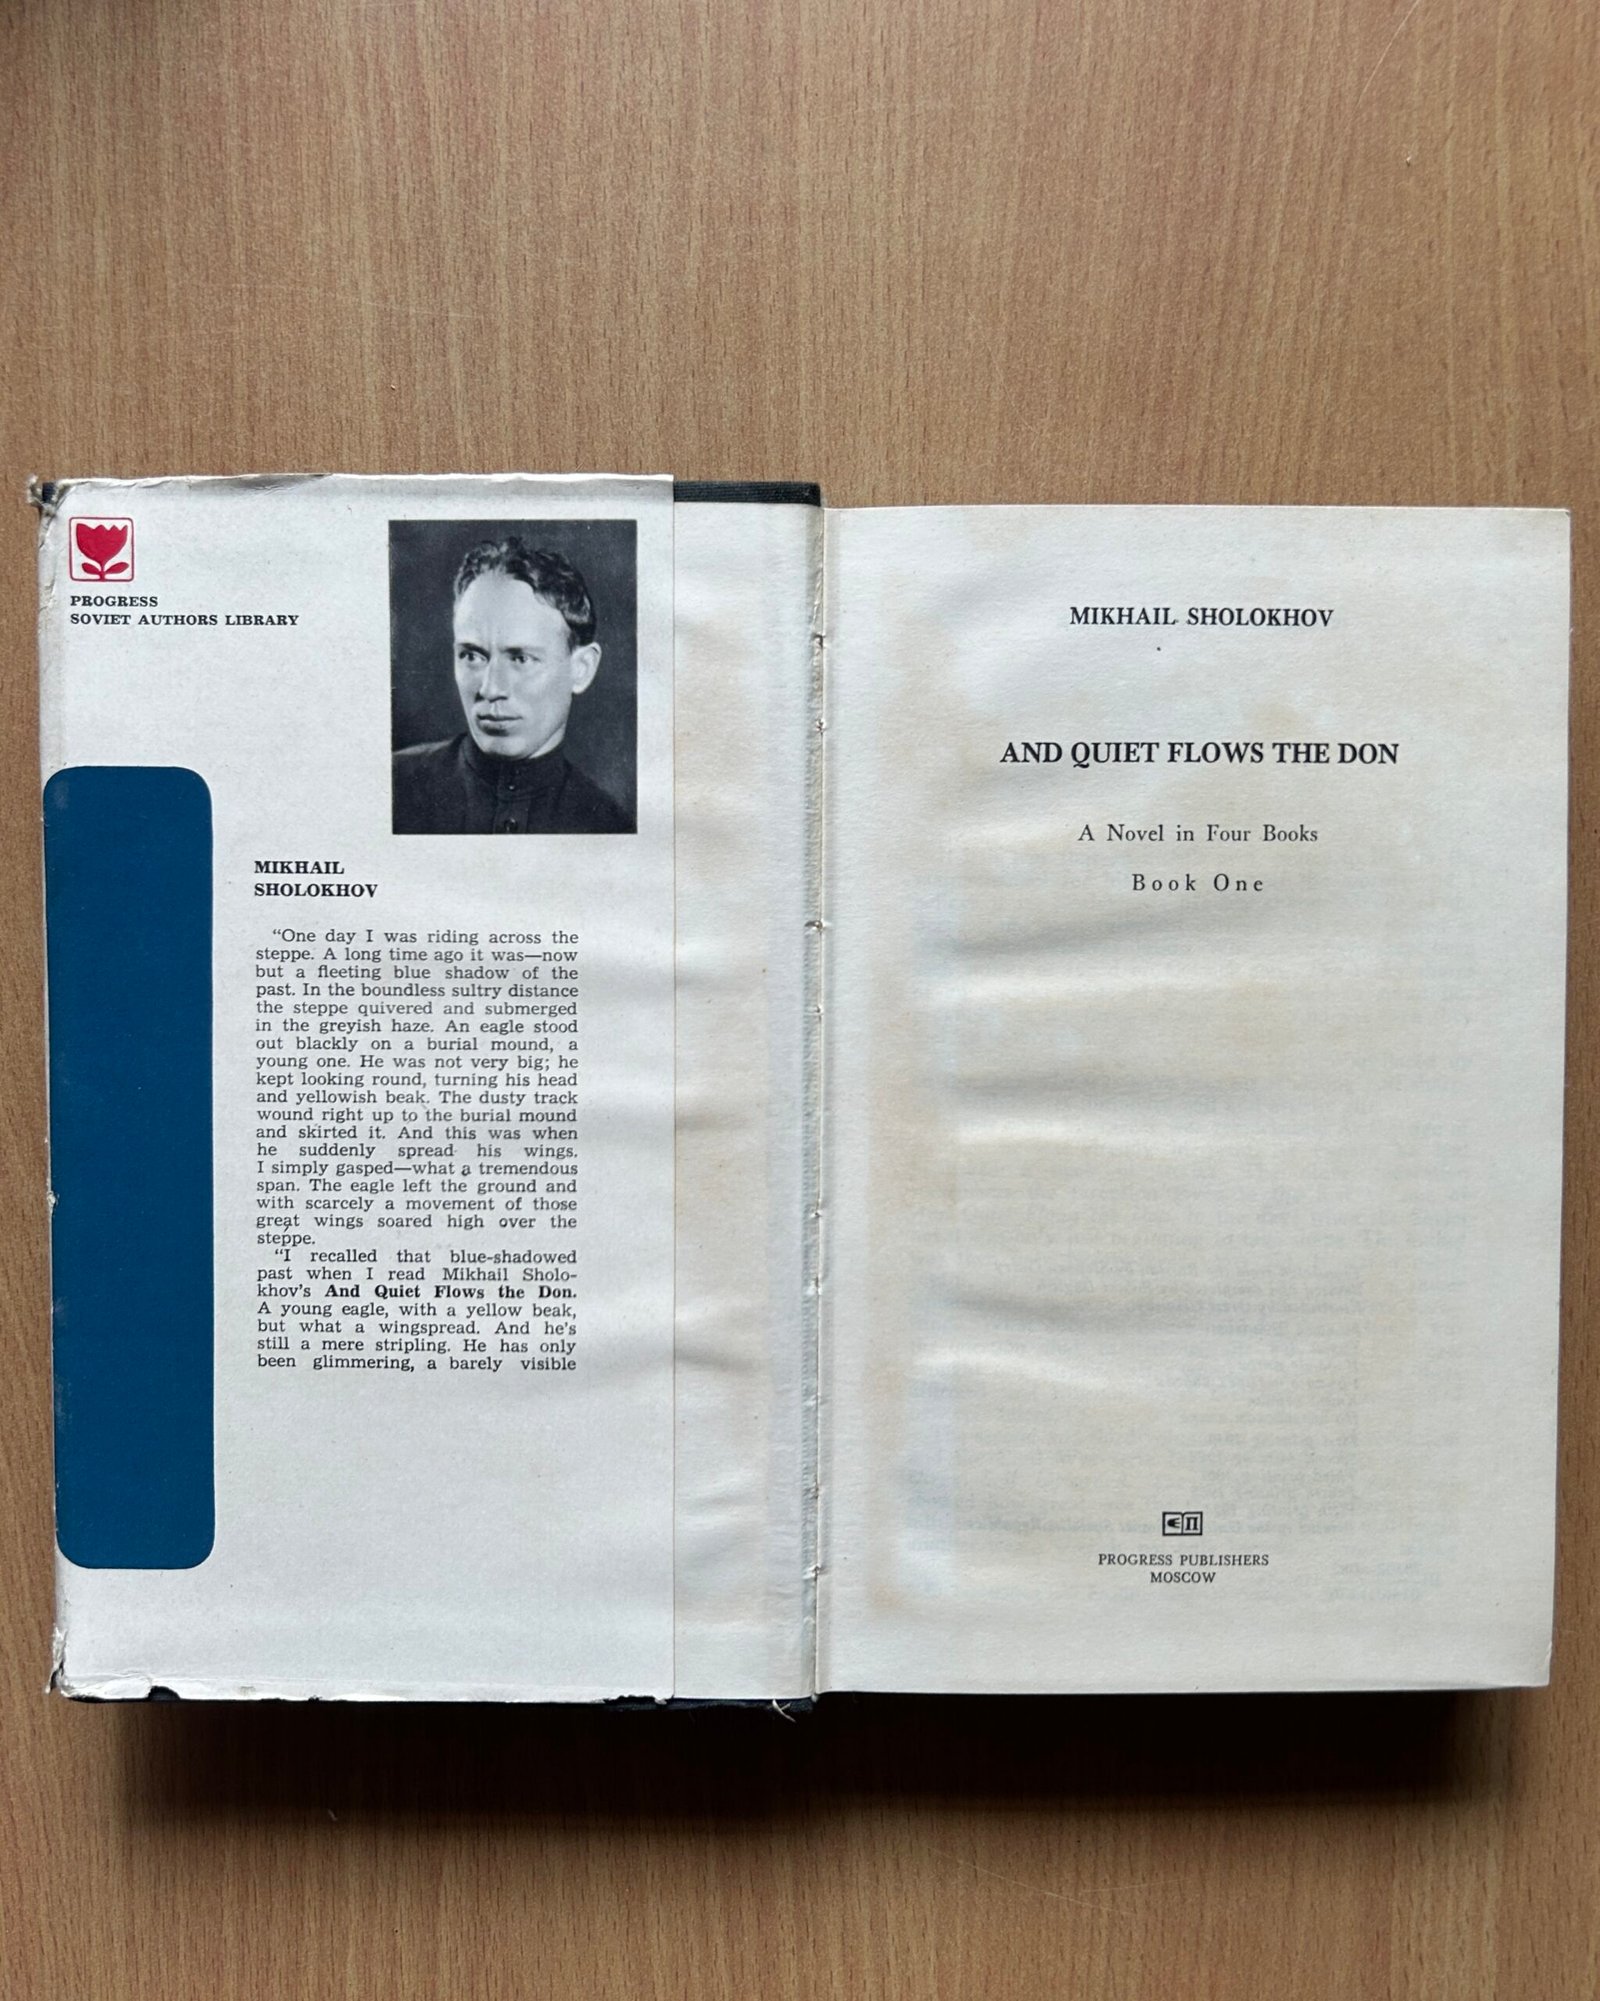 PROGRESS
SOVIET AUTHORS LIBRARY
MIKHAIL
SHOLOKHOV
“One day I was riding across the
steppe. A long time ago it was—now
but a fleeting blue shadow of the
past. In the boundless sultry distance
the steppe quivered and submerged
in the greyish haze. An eagle stood
out blackly on a burial mound, a
young one. He was not very big; he
kept looking round, turning his head
and yellowish beak. The dusty track
wound right up to the burial mound
and skirted it. And this was when
he suddenly spread his wings.
I simply gasped—what a tremendous
span. The eagle left the ground and
with scarcely a movement of those
great wings soared high over the
steppe.
“I recalled that blue-shadowed
past when I read Mikhail Sholo-
khov’s And Quiet Flows the Don.
A young eagle, with a yellow beak,
but what a wingspread. And he’s
still a mere stripling. He has only
been glimmering, a barely visible
MIKHAIL SHOLOKHOV
AND QUIET FLOWS THE DON
A Novel in Four Books
Book One
PROGRESS PUBLISHERS
MOSCOW